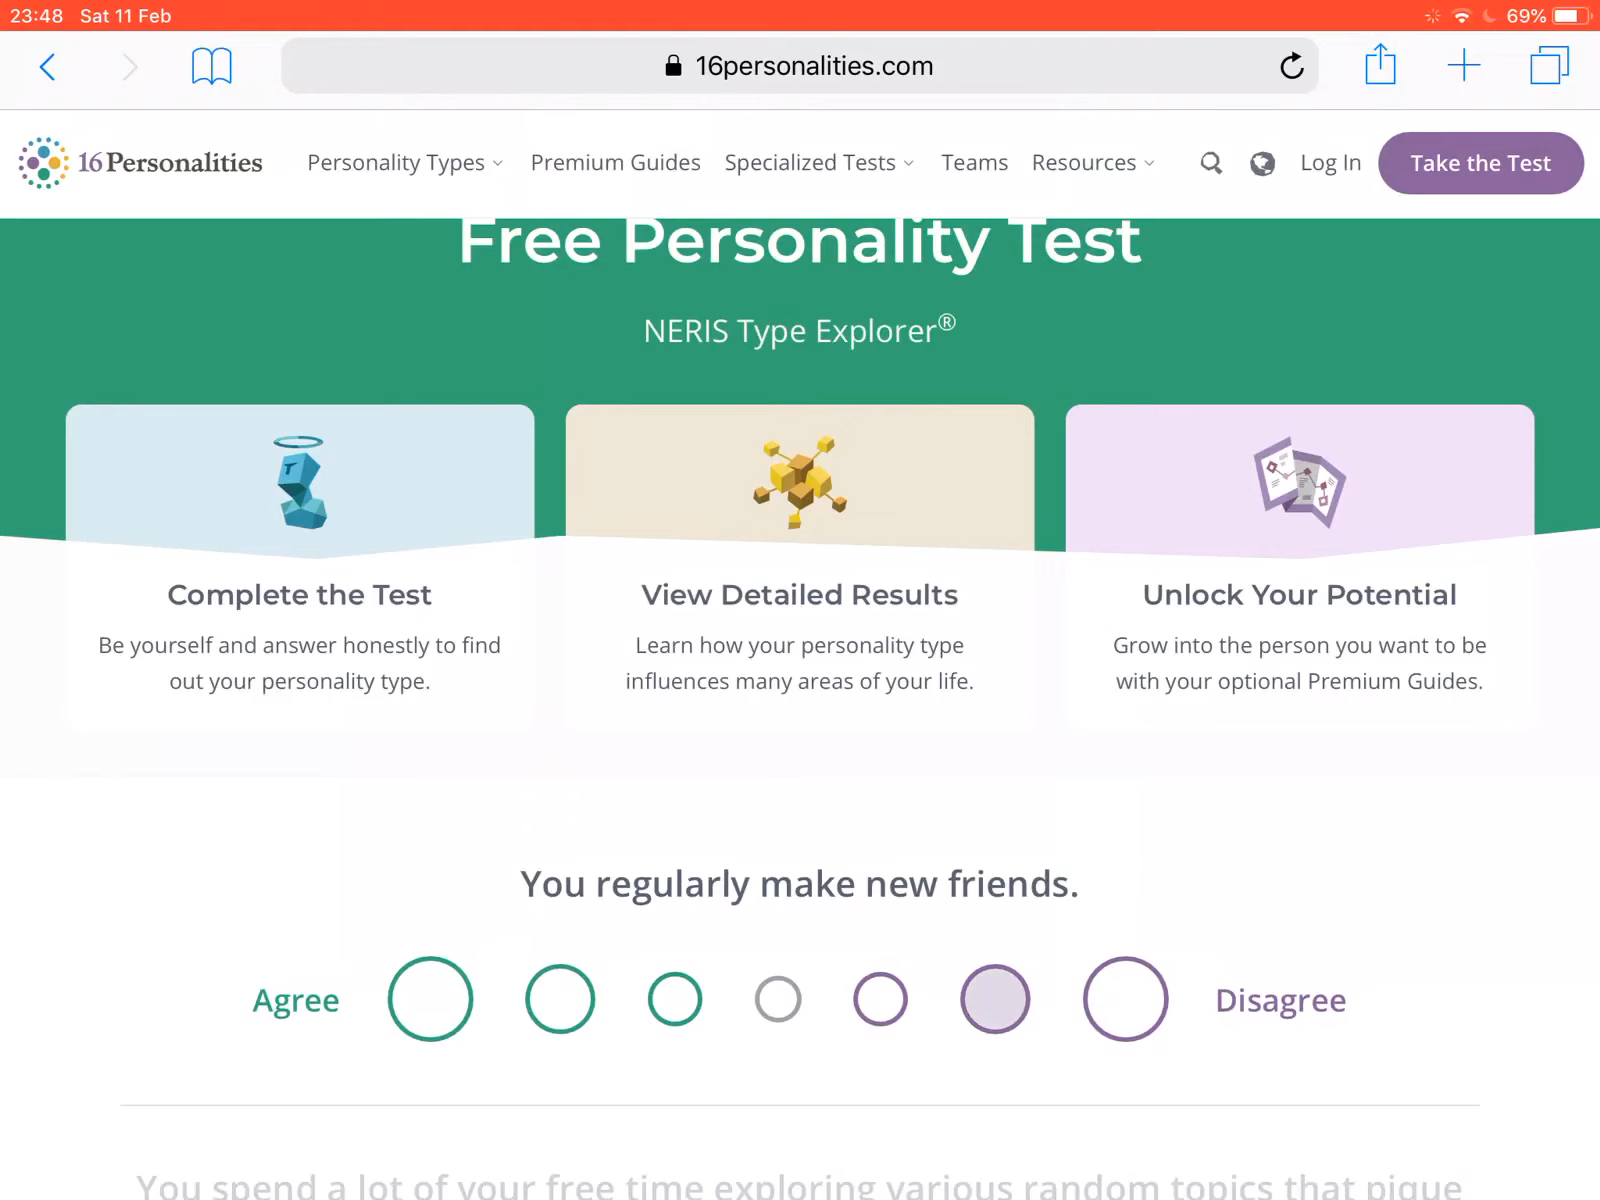 23:48 Sat 11 Feb 69%
16personalities.com
16Personalities Personality Types Premium Guides Specialized Tests Teams Resources Log In Take the Test
Free Personality Test
NERIS Type Explorer®
T
Complete the Test
Be yourself and answer honestly to find
out your personality type.
View Detailed Results
Learn how your personality type
influences many areas of your life.
Unlock Your Potential
Grow into the person you want to be
with your optional Premium Guides.
You regularly make new friends.
Agree Disagree
You spend a lot of your free time exploring various random topics that pique